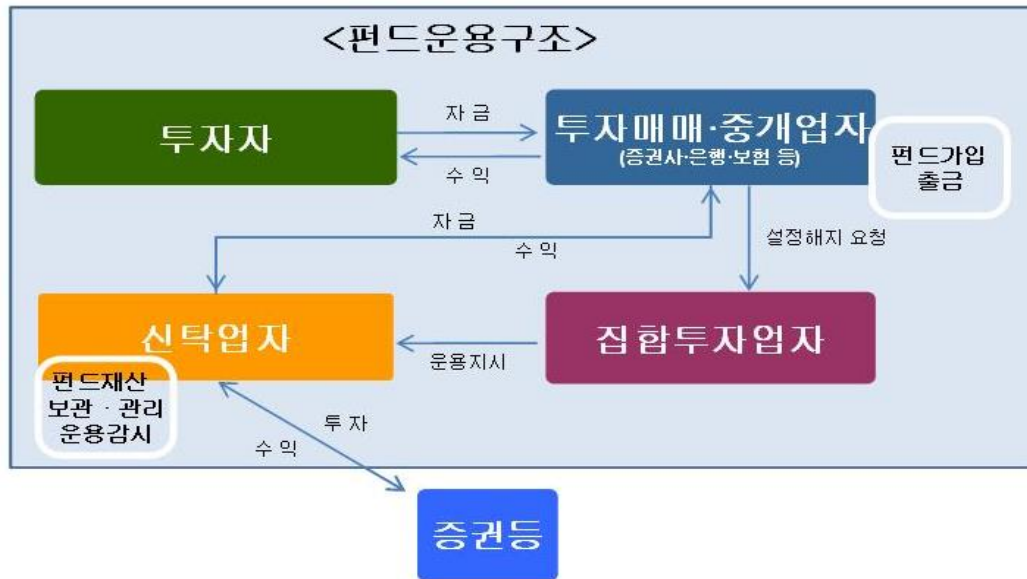 <펀드운용구조>
투자자
자금
수익
투자매매·중개업자
(증권사·은행·보험 등)
펀드가입
출금
자금
수익
설정해지 요청
신탁업자
운용지시
집합투자업자
펀드재산
보관·관리
운용감시
투자
수익
증권등